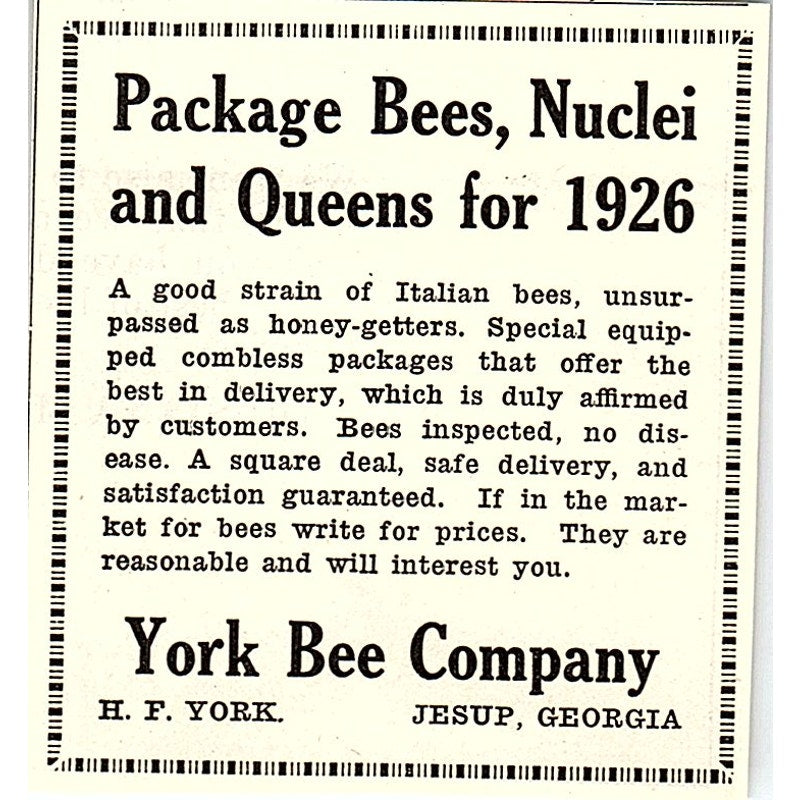 Package Bees, Nuclei
and Queens for 1926
A good strain of Italian bees, unsur-
passed as honey-getters. Special equip-
ped combless packages that offer the
best in delivery, which is duly affirmed
by customers. Bees inspected, no dis-
ease. A square deal, safe delivery, and
satisfaction guaranteed. If in the mar-
ket for bees write for prices. They are
reasonable and will interest you.
York Bee Company
H. F. YORK. JESUP, GEORGIA